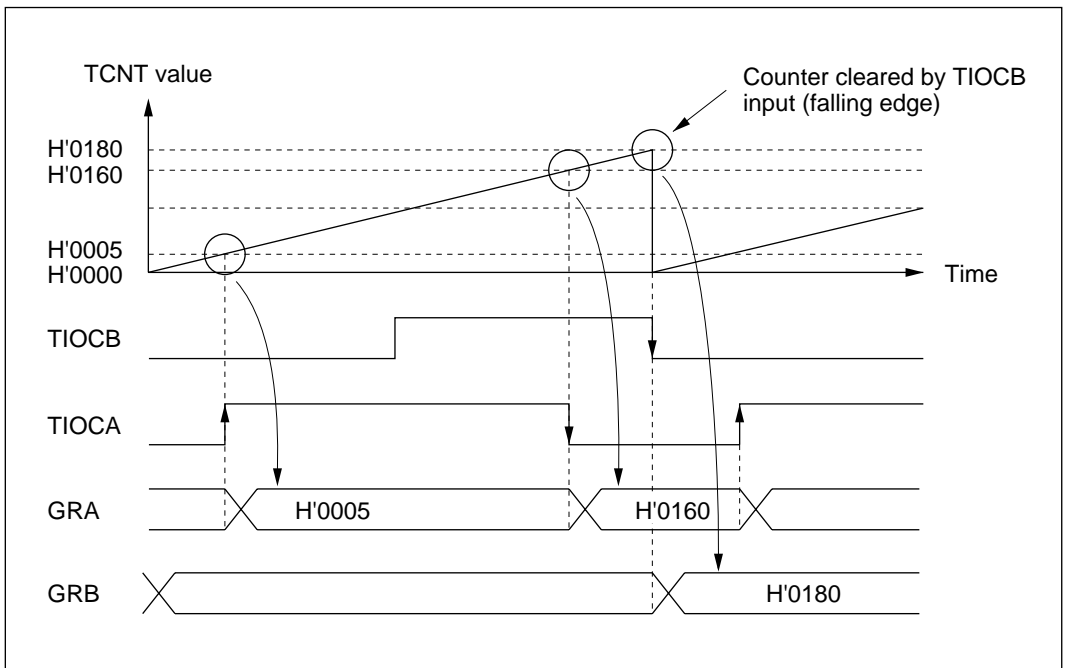 TCNT value
Counter cleared by TIOCB
input (falling edge)
H'0180
H'0160
H'0005
H'0000
Time
TIOCB
TIOCA
GRA
H'0005
H'0160
GRB
H'0180